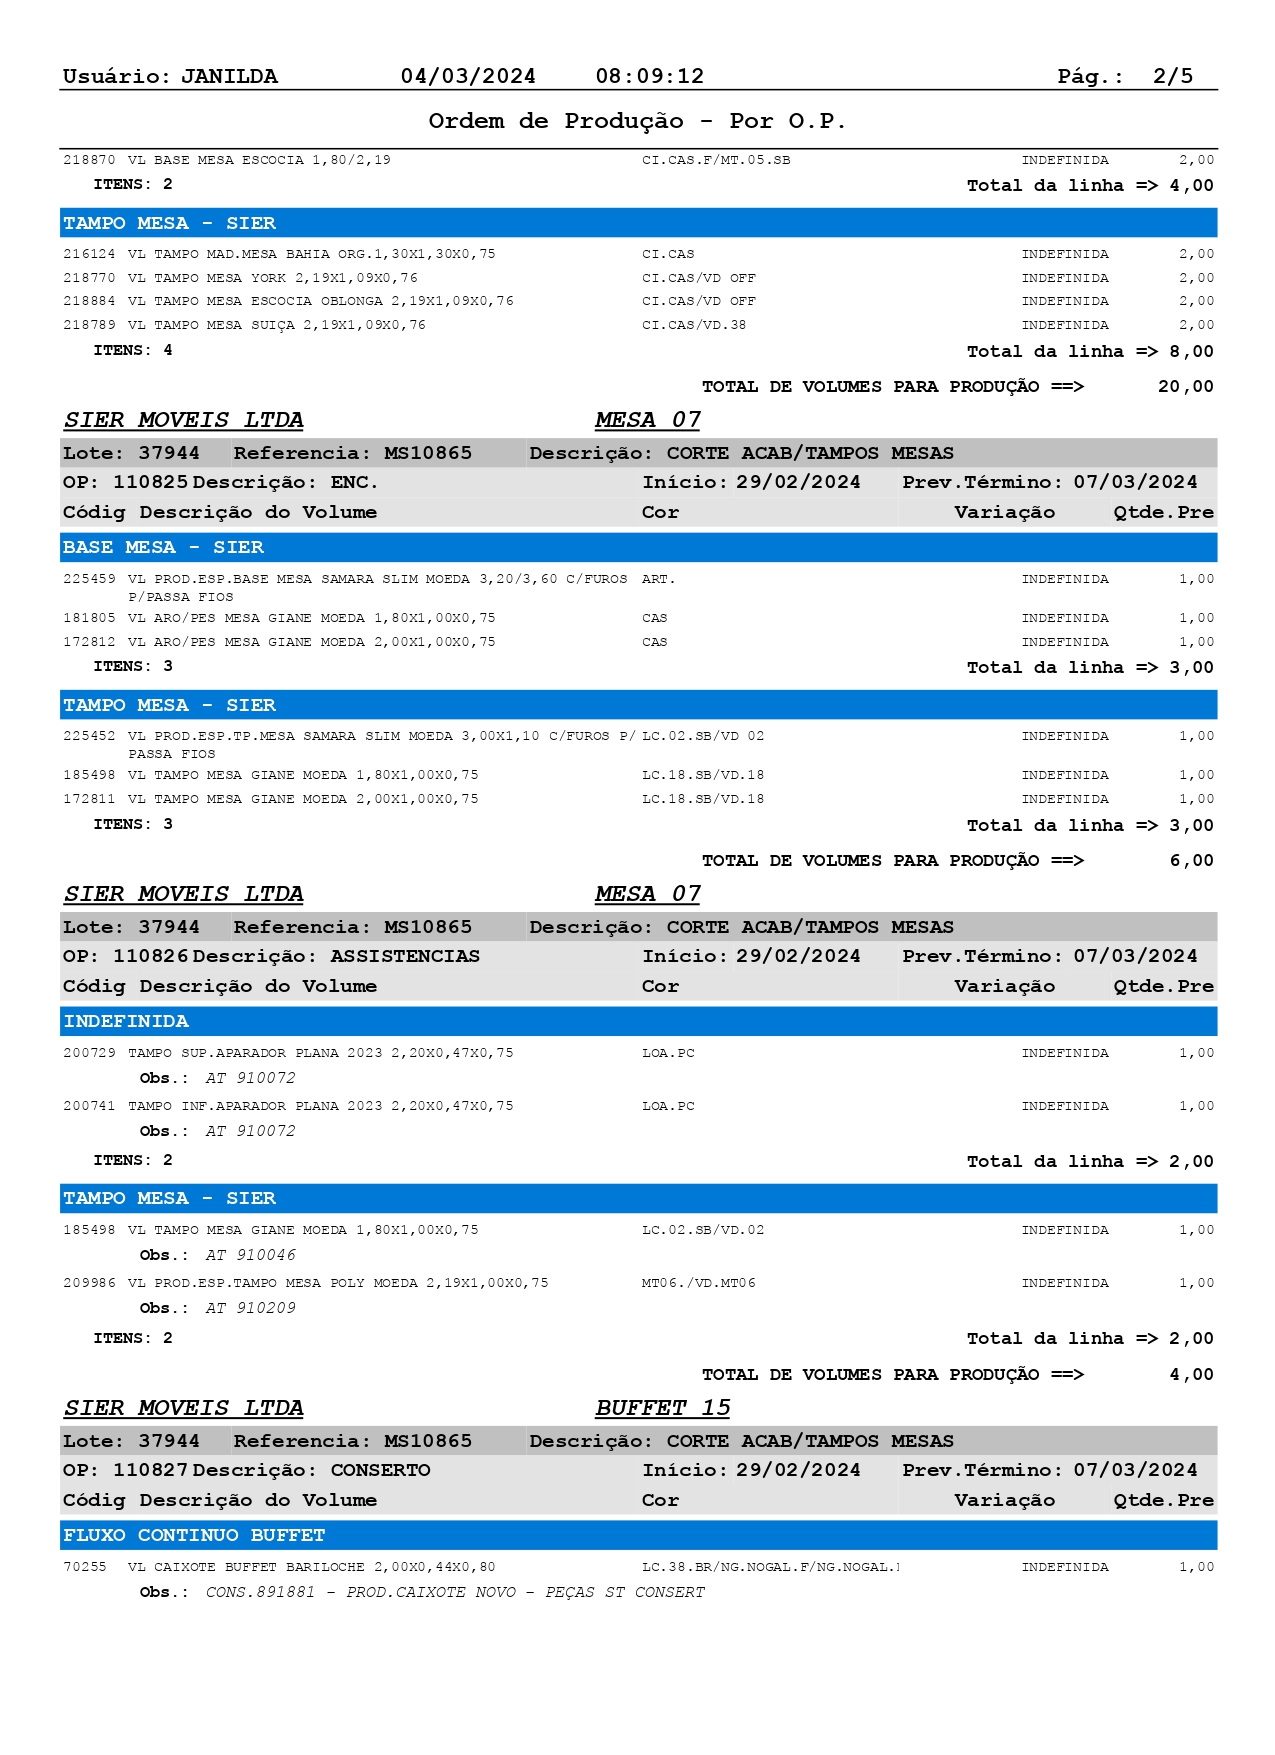 Usuário: JANILDA 04/03/2024 08:09:12 Pág.: 2/5
Ordem de Produção - Por O.P.
218870 VL BASE MESA ESCOCIA 1,80/2,19 CI.CAS.F/MT.05.SB INDEFINIDA 2,00
ITENS: 2 Total da linha => 4,00
TAMPO MESA - SIER
216124 VL TAMPO MAD.MESA BAHIA ORG.1,30X1,30X0,75 CI.CAS INDEFINIDA 2,00
218770 VL TAMPO MESA YORK 2,19X1,09X0,76 CI.CAS/VD OFF INDEFINIDA 2,00
218884 VL TAMPO MESA ESCOCIA OBLONGA 2,19X1,09X0,76 CI.CAS/VD OFF INDEFINIDA 2,00
218789 VL TAMPO MESA SUIÇA 2,19X1,09X0,76 CI.CAS/VD.38 INDEFINIDA 2,00
ITENS: 4 Total da linha => 8,00
TOTAL DE VOLUMES PARA PRODUÇÃO ==> 20,00
SIER MOVEIS LTDA MESA 07
Lote: 37944 Referencia: MS10865 Descrição: CORTE ACAB/TAMPOS MESAS
OP: 110825 Descrição: ENC. Início: 29/02/2024 Prev.Término: 07/03/2024
Códig Descrição do Volume Cor Variação Qtde.Pre
BASE MESA - SIER
225459 VL PROD.ESP.BASE MESA SAMARA SLIM MOEDA 3,20/3,60 C/FUROS ART. INDEFINIDA 1,00
P/PASSA FIOS
181805 VL ARO/PES MESA GIANE MOEDA 1,80X1,00X0,75 CAS INDEFINIDA 1,00
172812 VL ARO/PES MESA GIANE MOEDA 2,00X1,00X0,75 CAS INDEFINIDA 1,00
ITENS: 3 Total da linha => 3,00
TAMPO MESA - SIER
225452 VL PROD.ESP.TP.MESA SAMARA SLIM MOEDA 3,00X1,10 C/FUROS P/ LC.02.SB/VD 02 INDEFINIDA 1,00
PASSA FIOS
185498 VL TAMPO MESA GIANE MOEDA 1,80X1,00X0,75 LC.18.SB/VD.18 INDEFINIDA 1,00
172811 VL TAMPO MESA GIANE MOEDA 2,00X1,00X0,75 LC.18.SB/VD.18 INDEFINIDA 1,00
ITENS: 3 Total da linha => 3,00
TOTAL DE VOLUMES PARA PRODUÇÃO ==> 6,00
SIER MOVEIS LTDA MESA 07
Lote: 37944 Referencia: MS10865 Descrição: CORTE ACAB/TAMPOS MESAS
OP: 110826 Descrição: ASSISTENCIAS Início: 29/02/2024 Prev.Término: 07/03/2024
Códig Descrição do Volume Cor Variação Qtde.Pre
INDEFINIDA
200729 TAMPO SUP.APARADOR PLANA 2023 2,20X0,47X0,75 LOA.PC INDEFINIDA 1,00
Obs.: AT 910072
200741 TAMPO INF.APARADOR PLANA 2023 2,20X0,47X0,75 LOA.PC INDEFINIDA 1,00
Obs.: AT 910072
ITENS: 2 Total da linha => 2,00
TAMPO MESA - SIER
185498 VL TAMPO MESA GIANE MOEDA 1,80X1,00X0,75 LC.02.SB/VD.02 INDEFINIDA 1,00
Obs.: AT 910046
209986 VL PROD.ESP.TAMPO MESA POLY MOEDA 2,19X1,00X0,75 MT06./VD.MT06 INDEFINIDA 1,00
Obs.: AT 910209
ITENS: 2 Total da linha => 2,00
TOTAL DE VOLUMES PARA PRODUÇÃO ==> 4,00
SIER MOVEIS LTDA BUFFET 15
Lote: 37944 Referencia: MS10865 Descrição: CORTE ACAB/TAMPOS MESAS
OP: 110827 Descrição: CONSERTO Início: 29/02/2024 Prev.Término: 07/03/2024
Códig Descrição do Volume Cor Variação Qtde.Pre
FLUXO CONTINUO BUFFET
70255 VL CAIXOTE BUFFET BARILOCHE 2,00X0,44X0,80 LC.38.BR/NG.NOGAL.F/NG.NOGAL. INDEFINIDA 1,00
Obs.: CONS.891881 - PROD.CAIXOTE NOVO - PEÇAS ST CONSERT